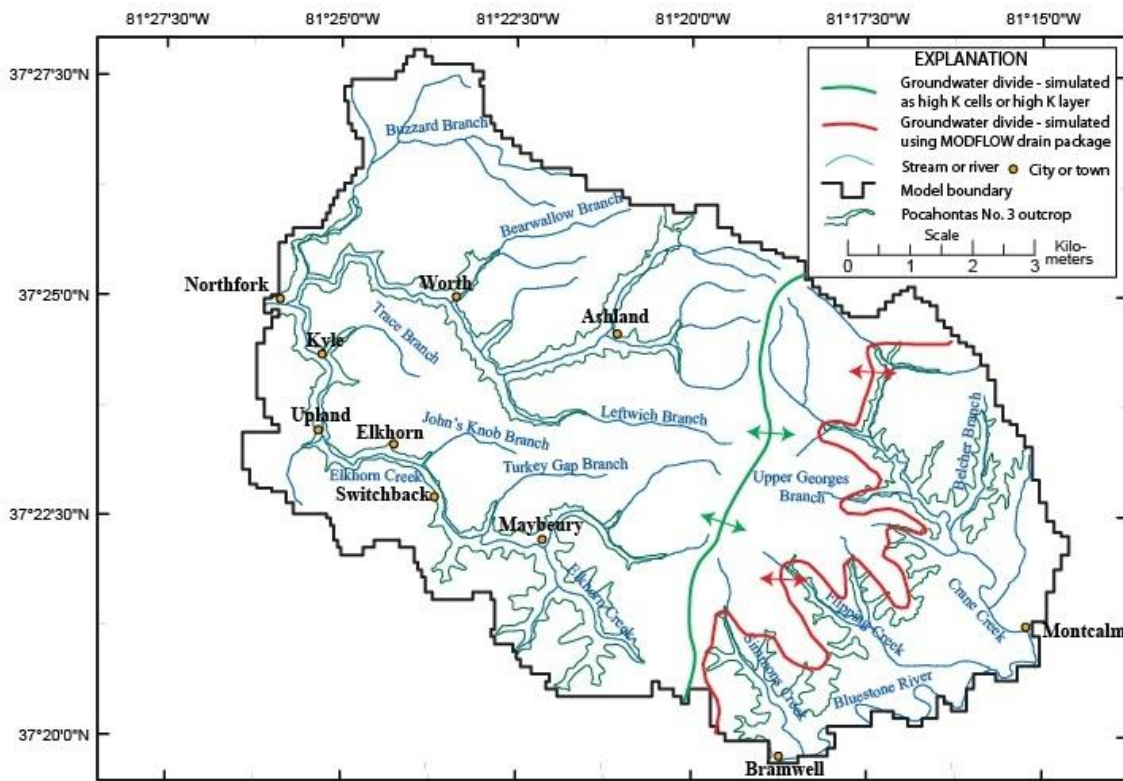 81°27'30"W 81°25'00"W 81°22'30"W 81°20'00"W 81°17'30"W 81°15'00"W
37°27'30"N
37°25'00"N
37°22'30"N
37°20'00"N
EXPLANATION
Groundwater divide - simulated
as high K cells or high K layer
Groundwater divide - simulated
using MODFLOW drain package
Stream or river City or town
Model boundary
Pocahontas No. 3 outcrop
Scale
0 1 2 3 Kilo-
meters
Buzzard Branch
Bearwallow Branch
Northfork
Worth
Ashland
Trace Branch
Kyle
Upland
Elkhorn
John's Knob Branch
Leftwich Branch
Elkhorn Creek
Turkey Gap Branch
Switchback
Maybeury
Elkhorn Creek
Upper Georges
Branch
Belcher Branch
Crane Creek
Flipping Creek
Simmons Creek
Bluestone River
Montcalm
Bramwell